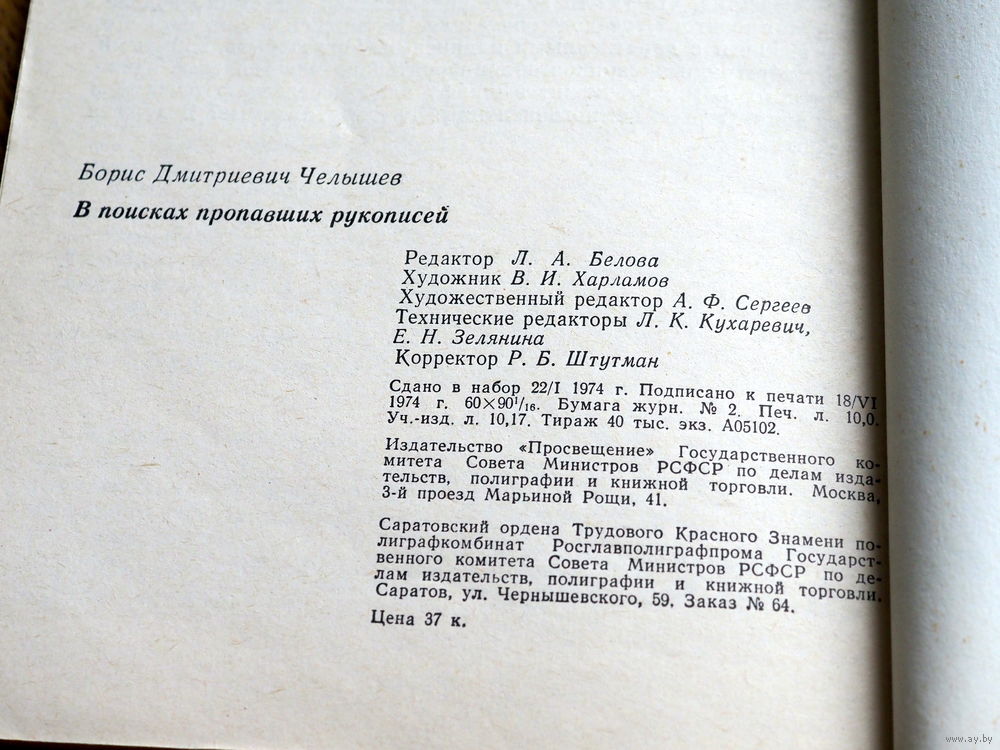 Борис Дмитриевич Челышев
В поисках пропавших рукописей
Редактор Л. А. Белова
Художник В. И. Харламов
Художественный редактор А. Ф. Сергеев
Технические редакторы Л. К. Кухаревич,
Е. Н. Зелянина
Корректор Р. Б. Штутман
Сдано в набор 22/I 1974 г. Подписано к печати 18/VI
1974 г. 60×90¹/₁₆. Бумага журн. № 2. Печ. л. 10,0.
Уч.-изд. л. 10,17. Тираж 40 тыс. экз. А05102.
Издательство «Просвещение» Государственного ко-
митета Совета Министров РСФСР по делам изда-
тельств, полиграфии и книжной торговли. Москва,
3-й проезд Марьиной Рощи, 41.
Саратовский ордена Трудового Красного Знамени по-
лиграфкомбинат Росглавполиграфпрома Государст-
венного комитета Совета Министров РСФСР по де-
лам издательств, полиграфии и книжной торговли.
Саратов, ул. Чернышевского, 59. Заказ № 64.
Цена 37 к.
www.ay.by